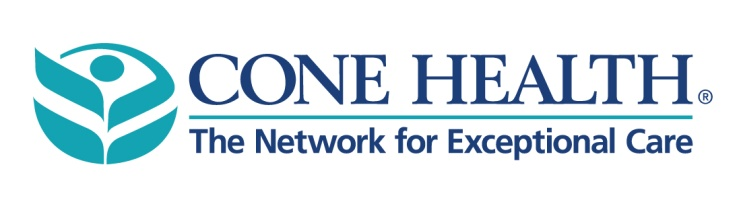 CONE HEALTH®
The Network for Exceptional Care